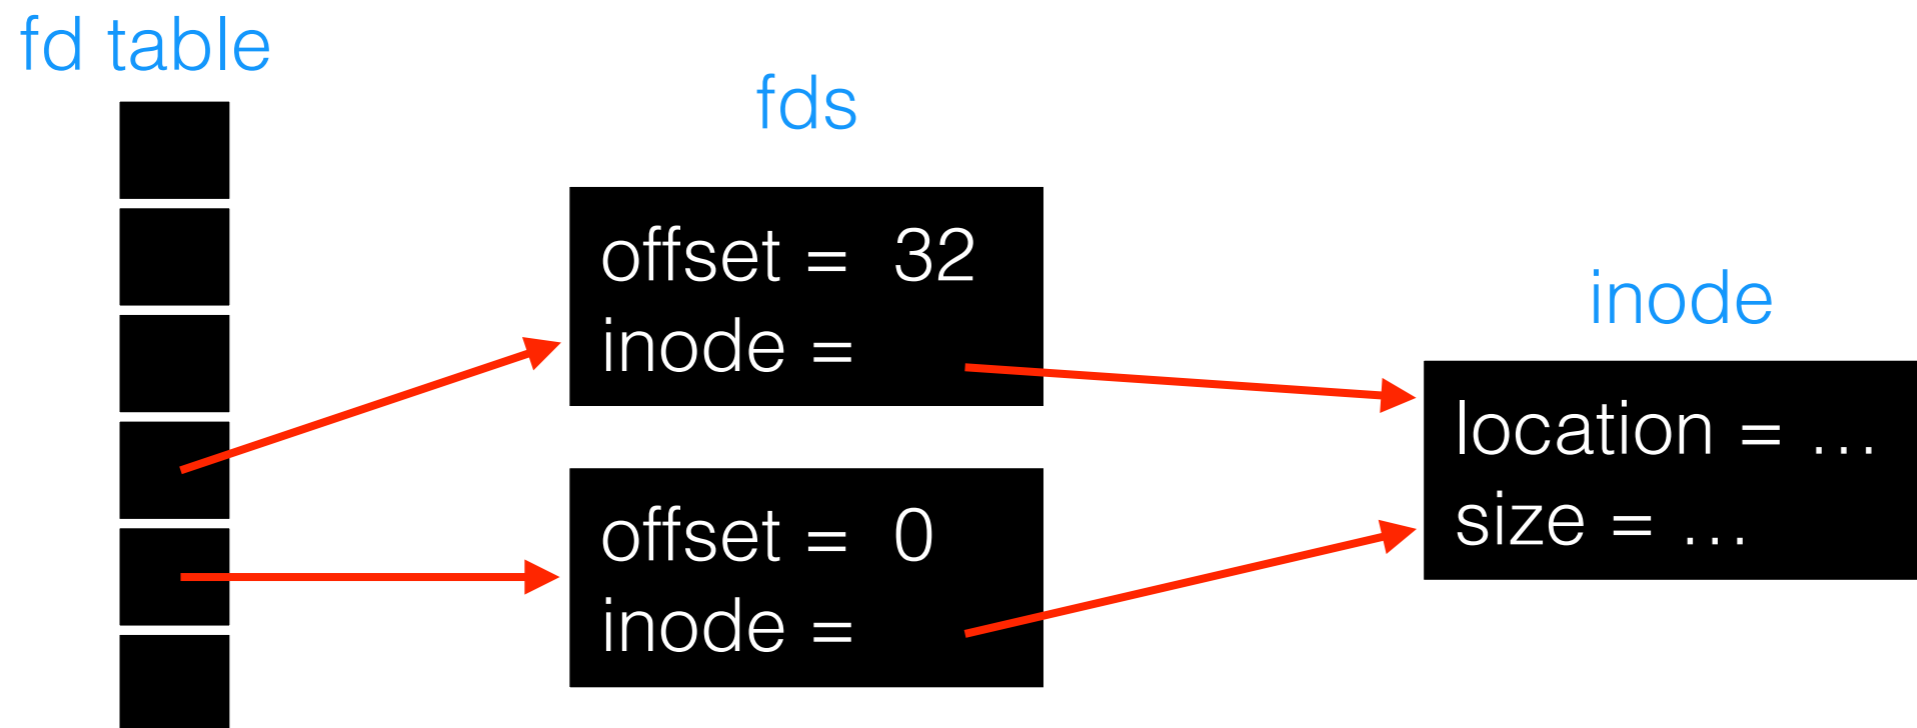 fd table
fds
offset = 32
inode =
offset = 0
inode =
inode
location = …
size = …